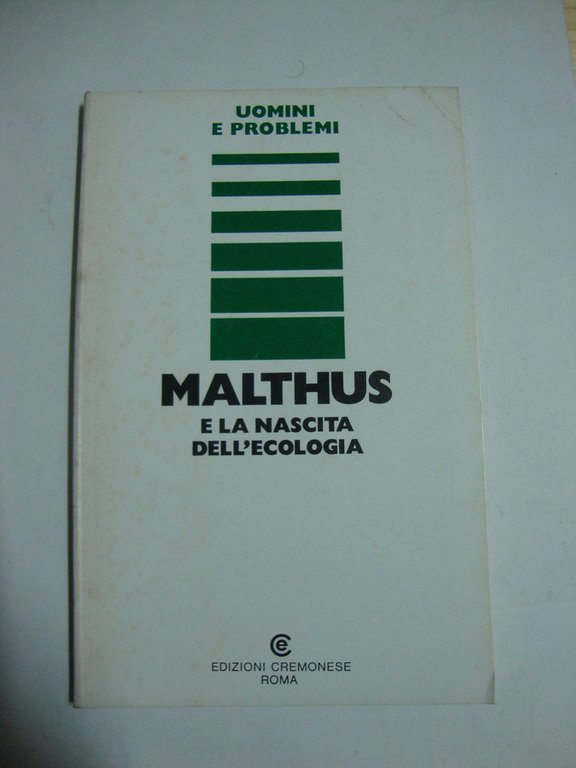 UOMINI
E PROBLEMI
MALTHUS
E LA NASCITA
DELL'ECOLOGIA
EDIZIONI CREMONESE
ROMA